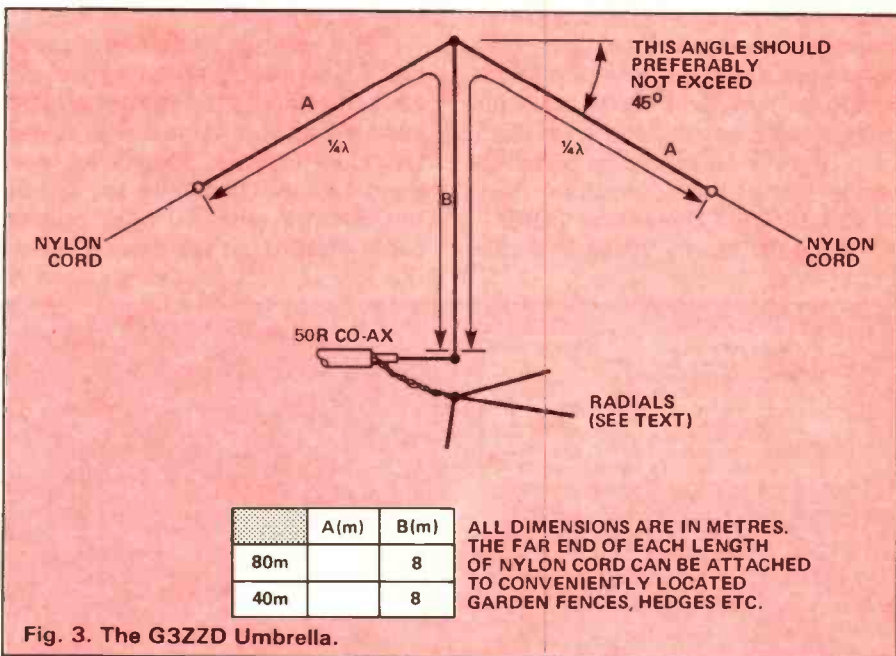 THIS ANGLE SHOULD
PREFERABLY
NOT EXCEED
45°
A
A
¼λ
¼λ
B
NYLON
CORD
NYLON
CORD
50R CO-AX
RADIALS
(SEE TEXT)
A(m) B(m)
80m 8
40m 8
ALL DIMENSIONS ARE IN METRES.
THE FAR END OF EACH LENGTH
OF NYLON CORD CAN BE ATTACHED
TO CONVENIENTLY LOCATED
GARDEN FENCES, HEDGES ETC.
Fig. 3. The G3ZZD Umbrella.